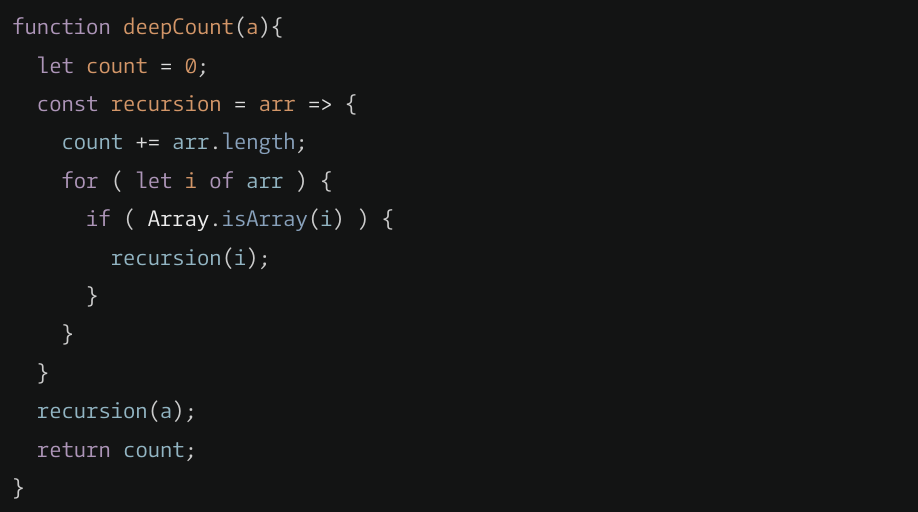 function deepCount(a){
  let count = 0;
  const recursion = arr => {
    count += arr.length;
    for ( let i of arr ) {
      if ( Array.isArray(i) ) {
        recursion(i);
      }
    }
  }
  recursion(a);
  return count;
}